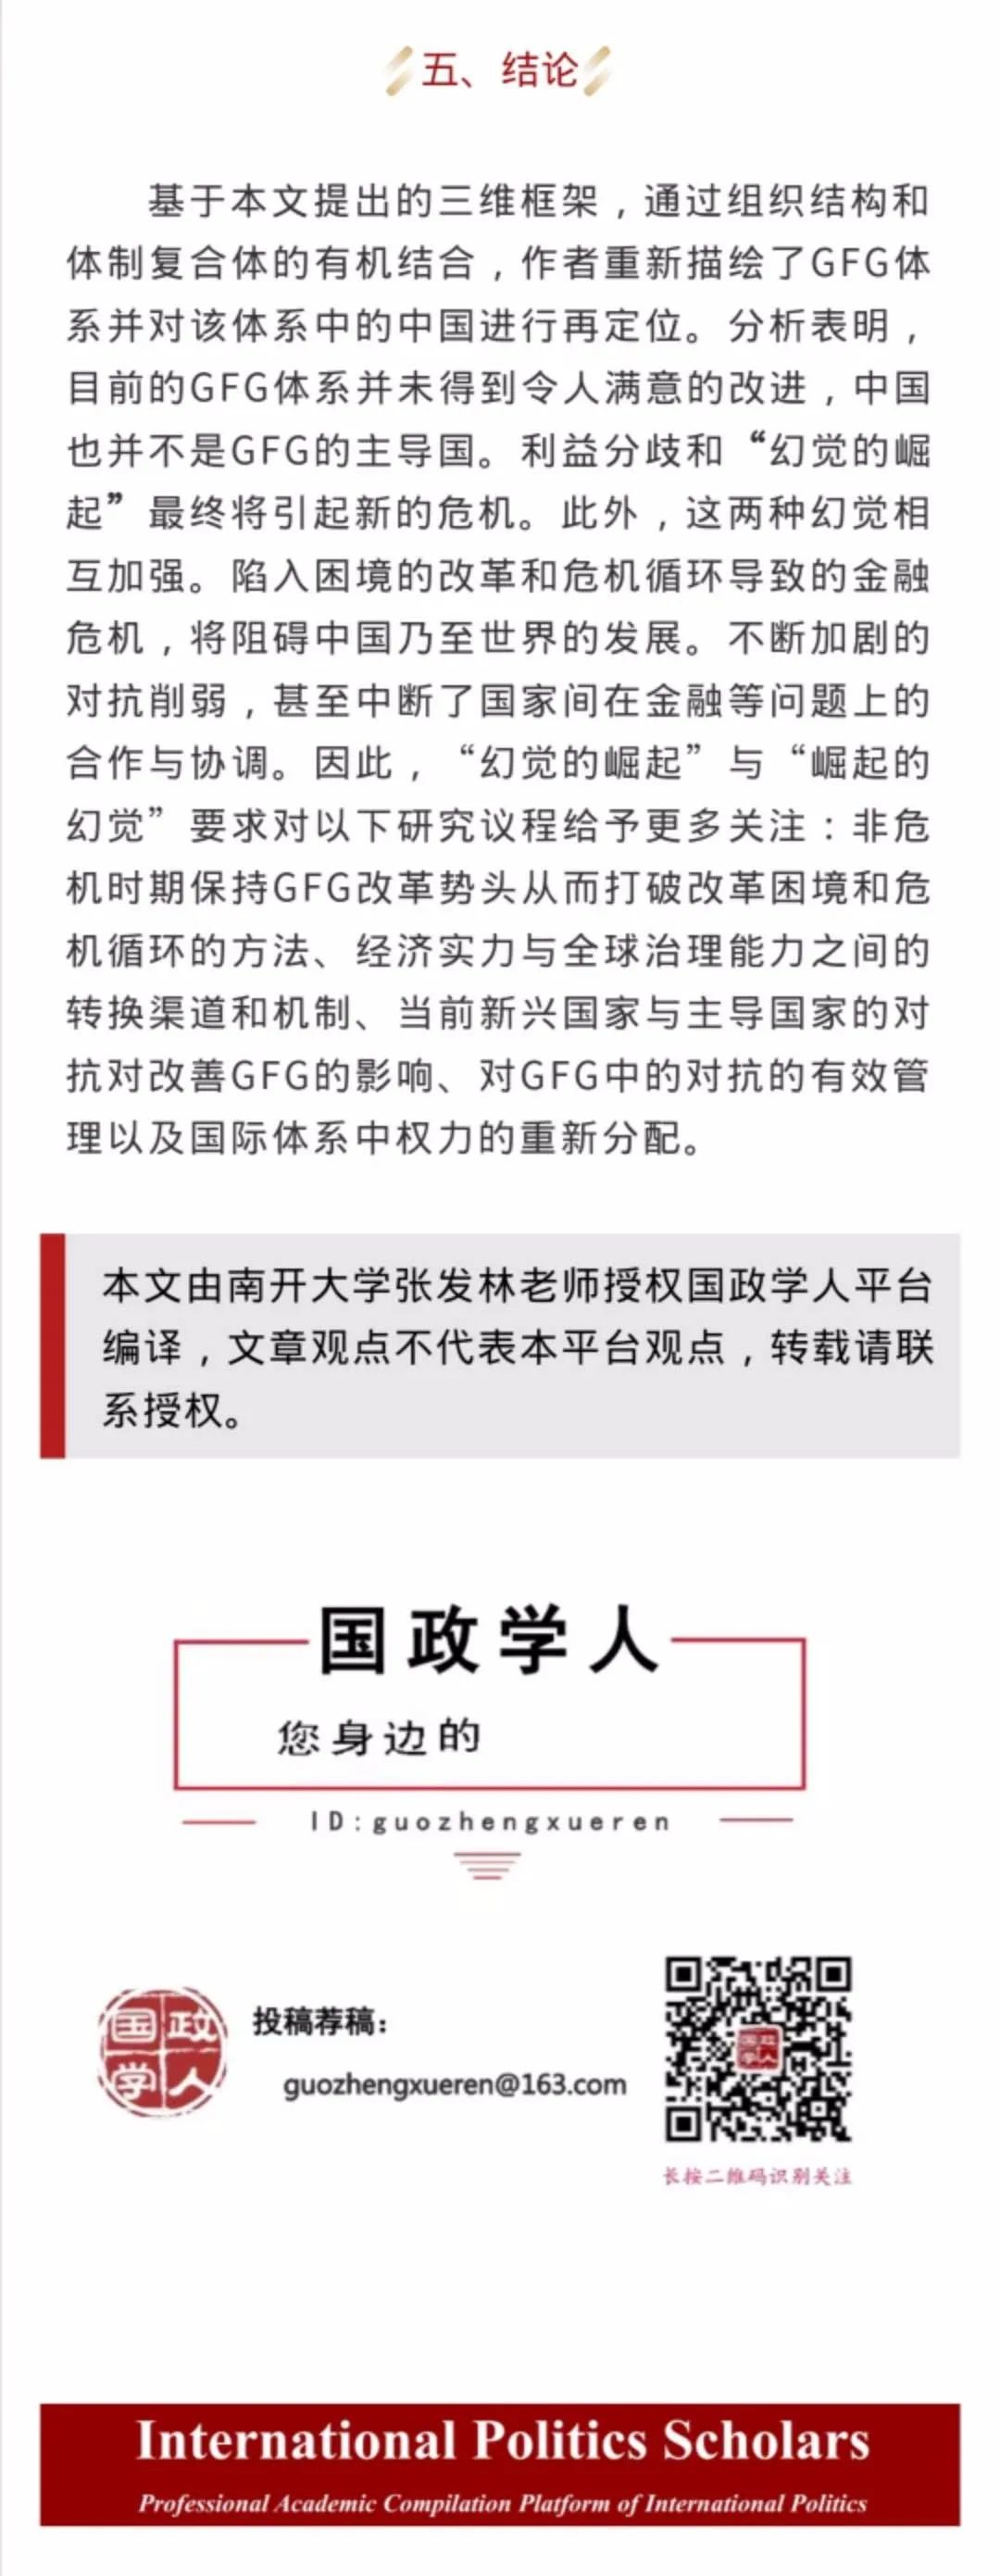 五、结论
基于本文提出的三维框架，通过组织结构和
体制复合体的有机结合，作者重新描绘了GFG体
系并对该体系中的中国进行再定位。分析表明，
目前的GFG体系并未得到令人满意的改进，中国
也并不是GFG的主导国。利益分歧和“幻觉的崛
起”最终将引起新的危机。此外，这两种幻觉相
互加强。陷入困境的改革和危机循环导致的金融
危机，将阻碍中国乃至世界的发展。不断加剧的
对抗削弱，甚至中断了国家间在金融等问题上的
合作与协调。因此，“幻觉的崛起”与“崛起的
幻觉”要求对以下研究议程给予更多关注：非危
机时期保持GFG改革势头从而打破改革困境和危
机循环的方法、经济实力与全球治理能力之间的
转换渠道和机制、当前新兴国家与主导国家的对
抗对改善GFG的影响、对GFG中的对抗的有效管
理以及国际体系中权力的重新分配。
本文由南开大学张发林老师授权国政学人平台
编译，文章观点不代表本平台观点，转载请联
系授权。
国政学人
您身边的
ID:guozhengxueren
国政
学人
投稿荐稿：
guozhengxueren@163.com
国政
学人
长按二维码识别关注
International Politics Scholars
Professional Academic Compilation Platform of International Politics